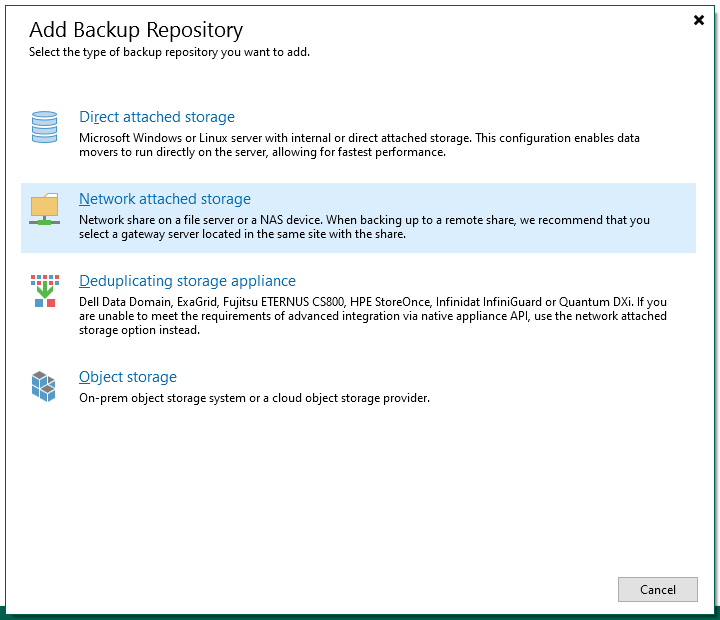 Add Backup Repository
Select the type of backup repository you want to add.
Direct attached storage
Microsoft Windows or Linux server with internal or direct attached storage. This configuration enables data
movers to run directly on the server, allowing for fastest performance.
Network attached storage
Network share on a file server or a NAS device. When backing up to a remote share, we recommend that you
select a gateway server located in the same site with the share.
Deduplicating storage appliance
Dell Data Domain, ExaGrid, Fujitsu ETERNUS CS800, HPE StoreOnce, Infinidat InfiniGuard or Quantum DXi. If you
are unable to meet the requirements of advanced integration via native appliance API, use the network attached
storage option instead.
Object storage
On-prem object storage system or a cloud object storage provider.
Cancel